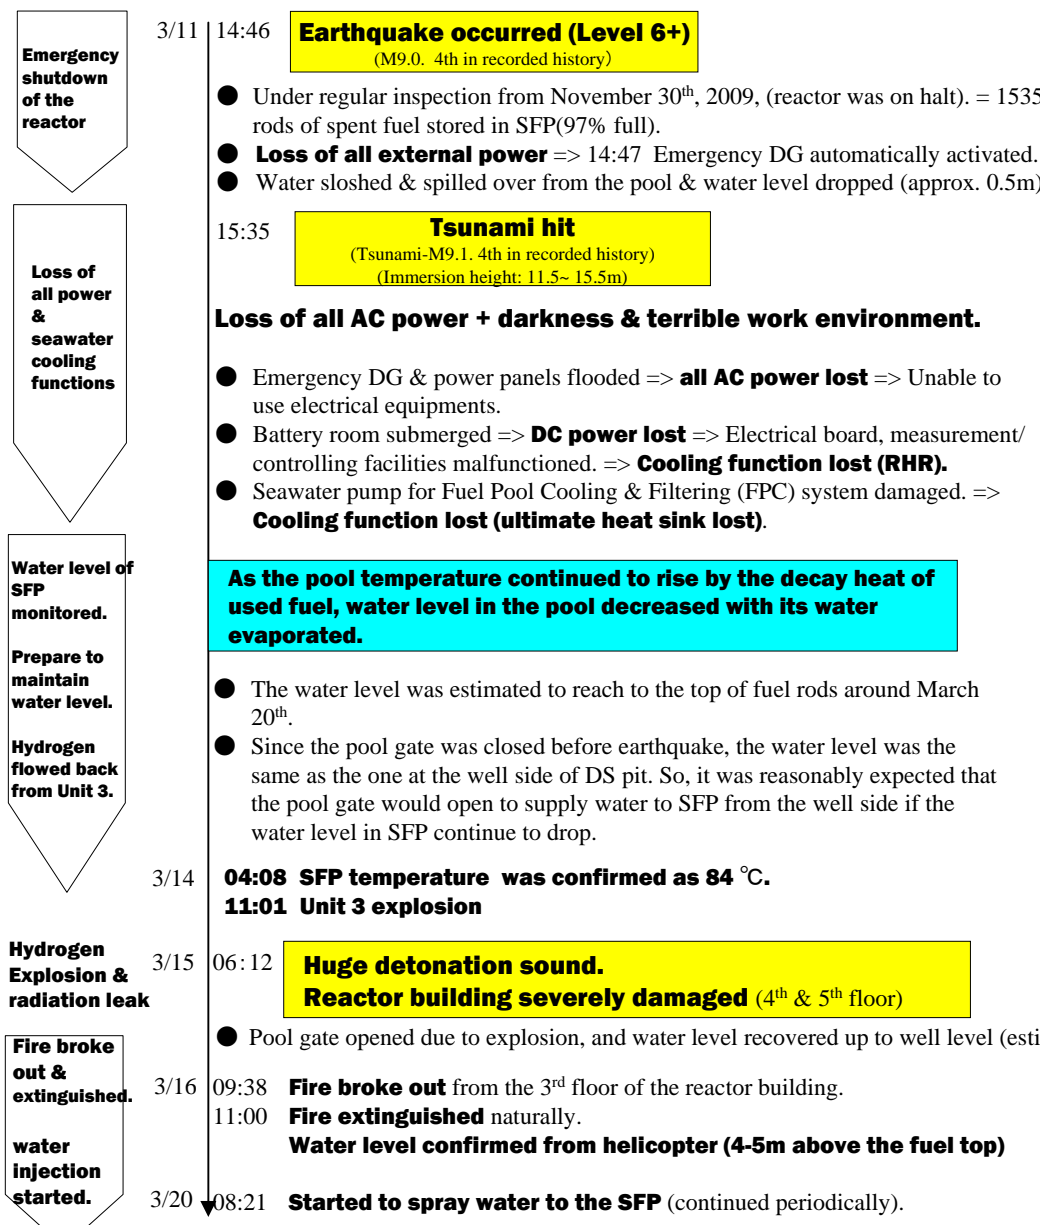 Emergency
shutdown
of the
reactor
3/11 14:46 Earthquake occurred (Level 6+)
(M9.0. 4th in recorded history)
● Under regular inspection from November 30th, 2009, (reactor was on halt). = 1535
rods of spent fuel stored in SFP(97% full).
● Loss of all external power => 14:47 Emergency DG automatically activated.
● Water sloshed & spilled over from the pool & water level dropped (approx. 0.5m)
Loss of
all power
&
seawater
cooling
functions
15:35 Tsunami hit
(Tsunami-M9.1. 4th in recorded history)
(Immersion height: 11.5~ 15.5m)
Loss of all AC power + darkness & terrible work environment.
● Emergency DG & power panels flooded => all AC power lost => Unable to
use electrical equipments.
● Battery room submerged => DC power lost => Electrical board, measurement/
controlling facilities malfunctioned. => Cooling function lost (RHR).
● Seawater pump for Fuel Pool Cooling & Filtering (FPC) system damaged. =>
Cooling function lost (ultimate heat sink lost).
Water level of
SFP
monitored.
Prepare to
maintain
water level.
Hydrogen
flowed back
from Unit 3.
As the pool temperature continued to rise by the decay heat of
used fuel, water level in the pool decreased with its water
evaporated.
● The water level was estimated to reach to the top of fuel rods around March
20th.
● Since the pool gate was closed before earthquake, the water level was the
same as the one at the well side of DS pit. So, it was reasonably expected that
the pool gate would open to supply water to SFP from the well side if the
water level in SFP continue to drop.
3/14 04:08 SFP temperature was confirmed as 84 ℃.
11:01 Unit 3 explosion
Hydrogen
Explosion &
radiation leak
3/15 06:12 Huge detonation sound.
Reactor building severely damaged (4th & 5th floor)
● Pool gate opened due to explosion, and water level recovered up to well level (esti
Fire broke
out &
extinguished.
water
injection
started.
3/16 09:38 Fire broke out from the 3rd floor of the reactor building.
11:00 Fire extinguished naturally.
Water level confirmed from helicopter (4-5m above the fuel top)
3/20 08:21 Started to spray water to the SFP (continued periodically).